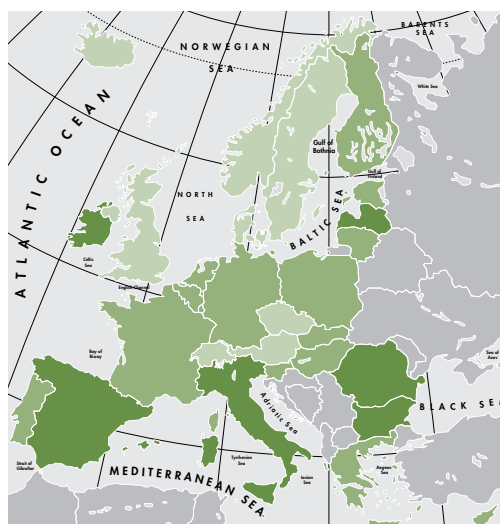 BARENTS
SEA
NORWEGIAN
SEA
White Sea
ATLANTIC OCEAN
Gulf of
Bothnia
Gulf of
Finland
NORTH
SEA
BALTIC SEA
Celtic
Sea
English Channel
Bay of
Biscay
Sea of
Azov
Adriatic Sea
BLACK SEA
Strait of
Gibraltar
Tyrrhenian
Sea
Ionian
Sea
Aegean
Sea
MEDITERRANEAN SEA